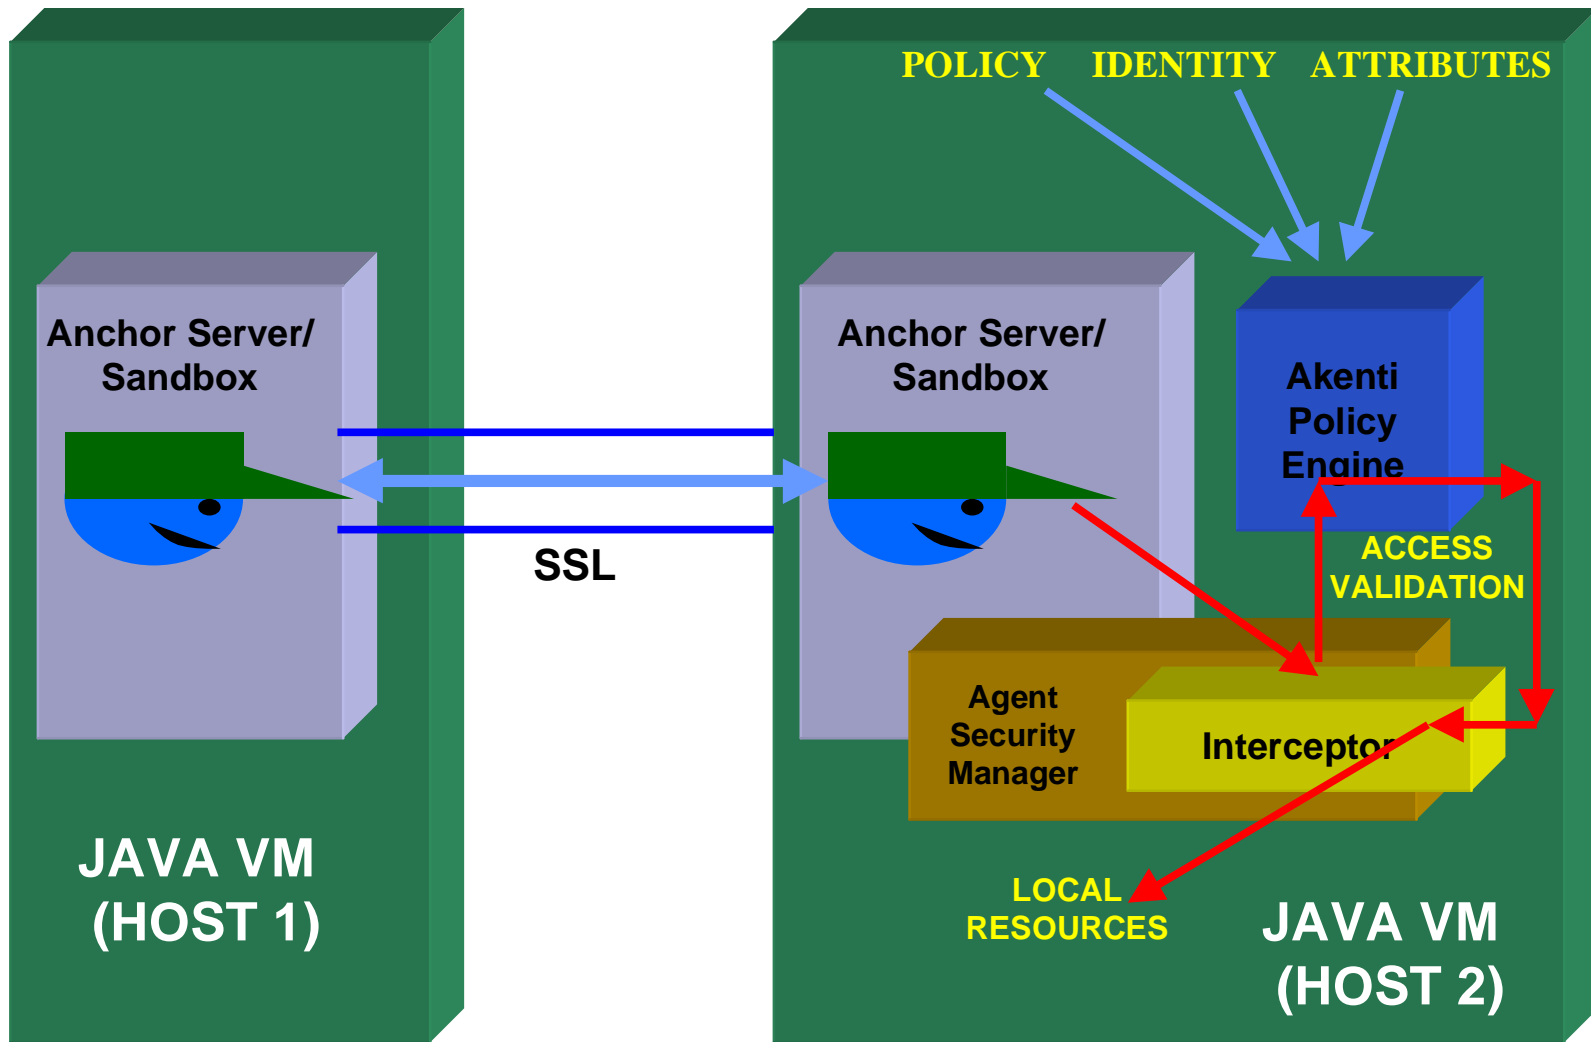 POLICY IDENTITY ATTRIBUTES
Anchor Server/
Sandbox
Anchor Server/
Sandbox
Akenti
Policy
Engine
SSL
ACCESS
VALIDATION
Agent
Security
Manager
Interceptor
JAVA VM
(HOST 1)
LOCAL
RESOURCES
JAVA VM
(HOST 2)